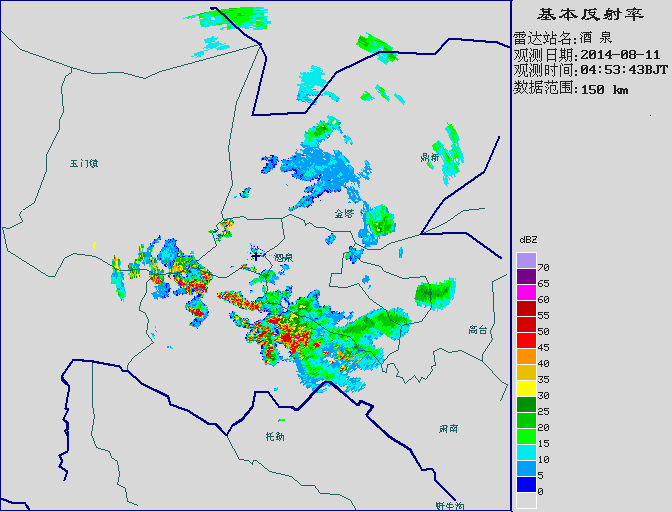 基本反射率
雷达站名:酒 泉
观测日期:2014-08-11
观测时间:04:53:43BJT
数据范围:150 km
玉门镇
鼎新
金塔
酒泉
dBZ
70
65
60
55
50
45
40
35
30
25
20
15
10
5
0
高台
肃南
托勒
野牛沟